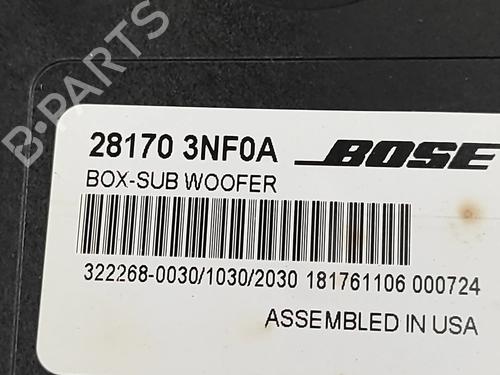 B-PARTS
28170 3NF0A BOSE
BOX-SUB WOOFER
322268-0030/1030/2030 181761106 000724
ASSEMBLED IN USA